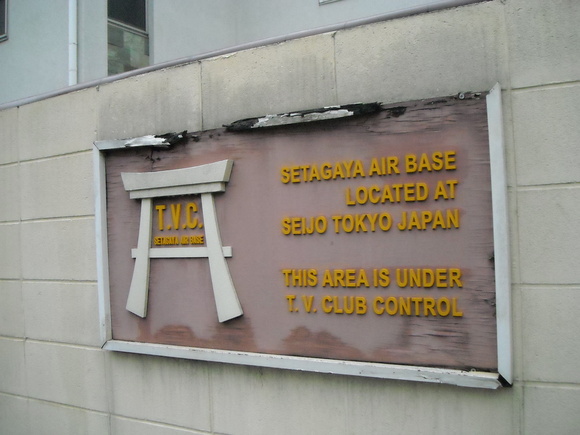 T.V.C.
SETAGAYA AIR BASE
SETAGAYA AIR BASE
LOCATED AT
SEIJO TOKYO JAPAN
THIS AREA IS UNDER
T. V. CLUB CONTROL